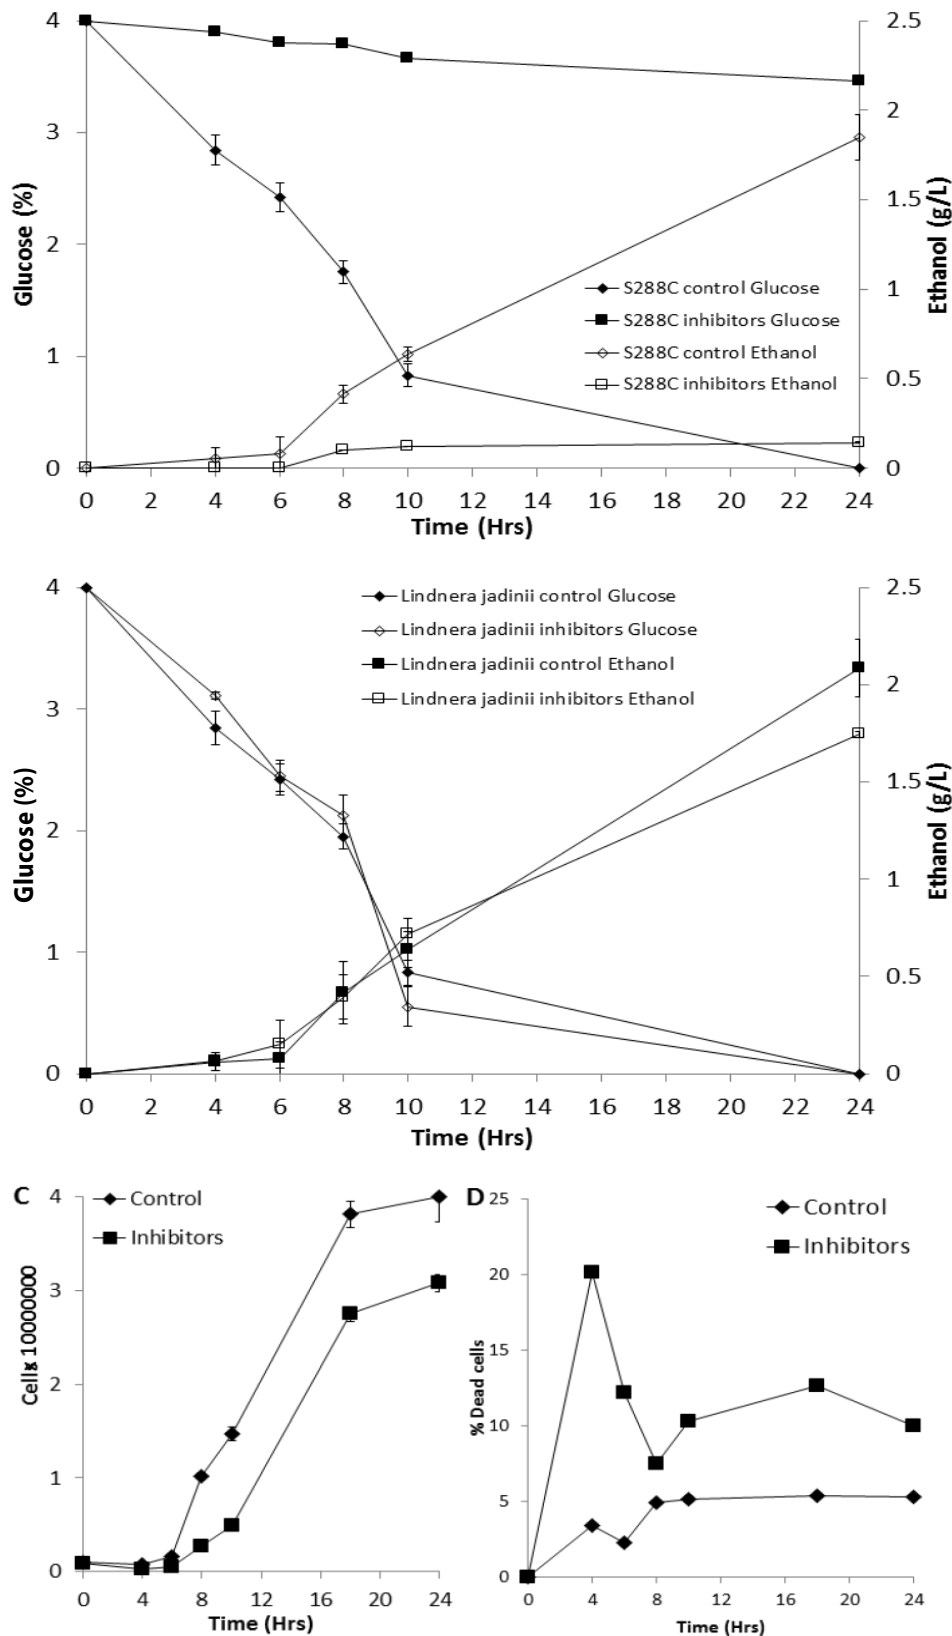 4
3
2
1
0
Glucose (%)
2.5
2
1.5
1
0.5
0
Ethanol (g/L)
S288C control Glucose
S288C inhibitors Glucose
S288C control Ethanol
S288C inhibitors Ethanol
0 2 4 6 8 10 12 14 16 18 20 22 24
Time (Hrs)
4
3
2
1
0
Glucose (%)
2.5
2
1.5
1
0.5
0
Ethanol (g/L)
Lindnera jadinii control Glucose
Lindnera jadinii inhibitors Glucose
Lindnera jadinii control Ethanol
Lindnera jadinii inhibitors Ethanol
0 2 4 6 8 10 12 14 16 18 20 22 24
Time (Hrs)
C
Control
Inhibitors
4
3
2
1
0
Cells x 10000000
0 4 8 12 16 20 24
Time (Hrs)
D
Control
Inhibitors
25
20
15
10
5
0
% Dead cells
0 4 8 12 16 20 24
Time (Hrs)